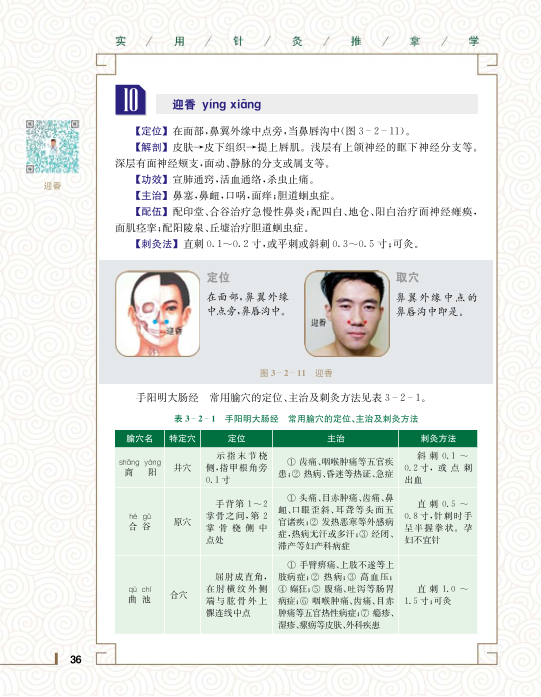 实 / 用 / 针 / 灸 / 推 / 拿 / 学
10
迎香 yíng xiāng
迎香
【定位】在面部,鼻翼外缘中点旁,当鼻唇沟中(图 3-2-11)。
【解剖】皮肤→皮下组织→提上唇肌。浅层有上颌神经的眶下神经分支等。
深层有面神经颊支,面动、静脉的分支或属支等。
【功效】宣肺通窍,活血通络,杀虫止痛。
【主治】鼻塞,鼻衄,口㖞,面痒;胆道蛔虫症。
【配伍】配印堂、合谷治疗急慢性鼻炎;配四白、地仓、阳白治疗面神经瘫痪,
面肌痉挛;配阳陵泉、丘墟治疗胆道蛔虫症。
【刺灸法】直刺 0.1~0.2 寸,或平刺或斜刺 0.3~0.5 寸;可灸。
迎香
定位
在面部,鼻翼外缘
中点旁,鼻唇沟中。
迎香
取穴
鼻翼外缘中点的
鼻唇沟中即是。
图 3-2-11 迎香
手阳明大肠经 常用腧穴的定位、主治及刺灸方法见表 3-2-1。
表 3-2-1 手阳明大肠经 常用腧穴的定位、主治及刺灸方法
腧穴名 特定穴 定位 主治 刺灸方法
shāng yáng
商 阳
井穴
示指末节桡
侧,指甲根角旁
0.1 寸
① 齿痛、咽喉肿痛等五官疾
患;② 热病、昏迷等热证、急症
斜刺 0.1 ~
0.2 寸,或点刺
出血
hé gǔ
合 谷
原穴
手背第 1~2
掌骨之间,第 2
掌骨桡侧中
点处
① 头痛、目赤肿痛、齿痛、鼻
衄、口眼歪斜、耳聋等头面五
官诸疾;② 发热恶寒等外感病
症,热病无汗或多汗;③ 经闭、
滞产等妇产科病症
直刺 0.5 ~
0.8 寸,针刺时手
呈半握拳状。孕
妇不宜针
qū chí
曲 池
合穴
屈肘成直角,
在肘横纹外侧
端与肱骨外上
髁连线中点
① 手臂痹痛、上肢不遂等上
肢病症;② 热病;③ 高血压;
④ 癫狂;⑤ 腹痛、吐泻等肠胃
病症;⑥ 咽喉肿痛、齿痛、目赤
肿痛等五官热性病症;⑦ 瘾疹、
湿疹、瘰疬等皮肤、外科疾患
直刺 1.0 ~
1.5 寸;可灸
36